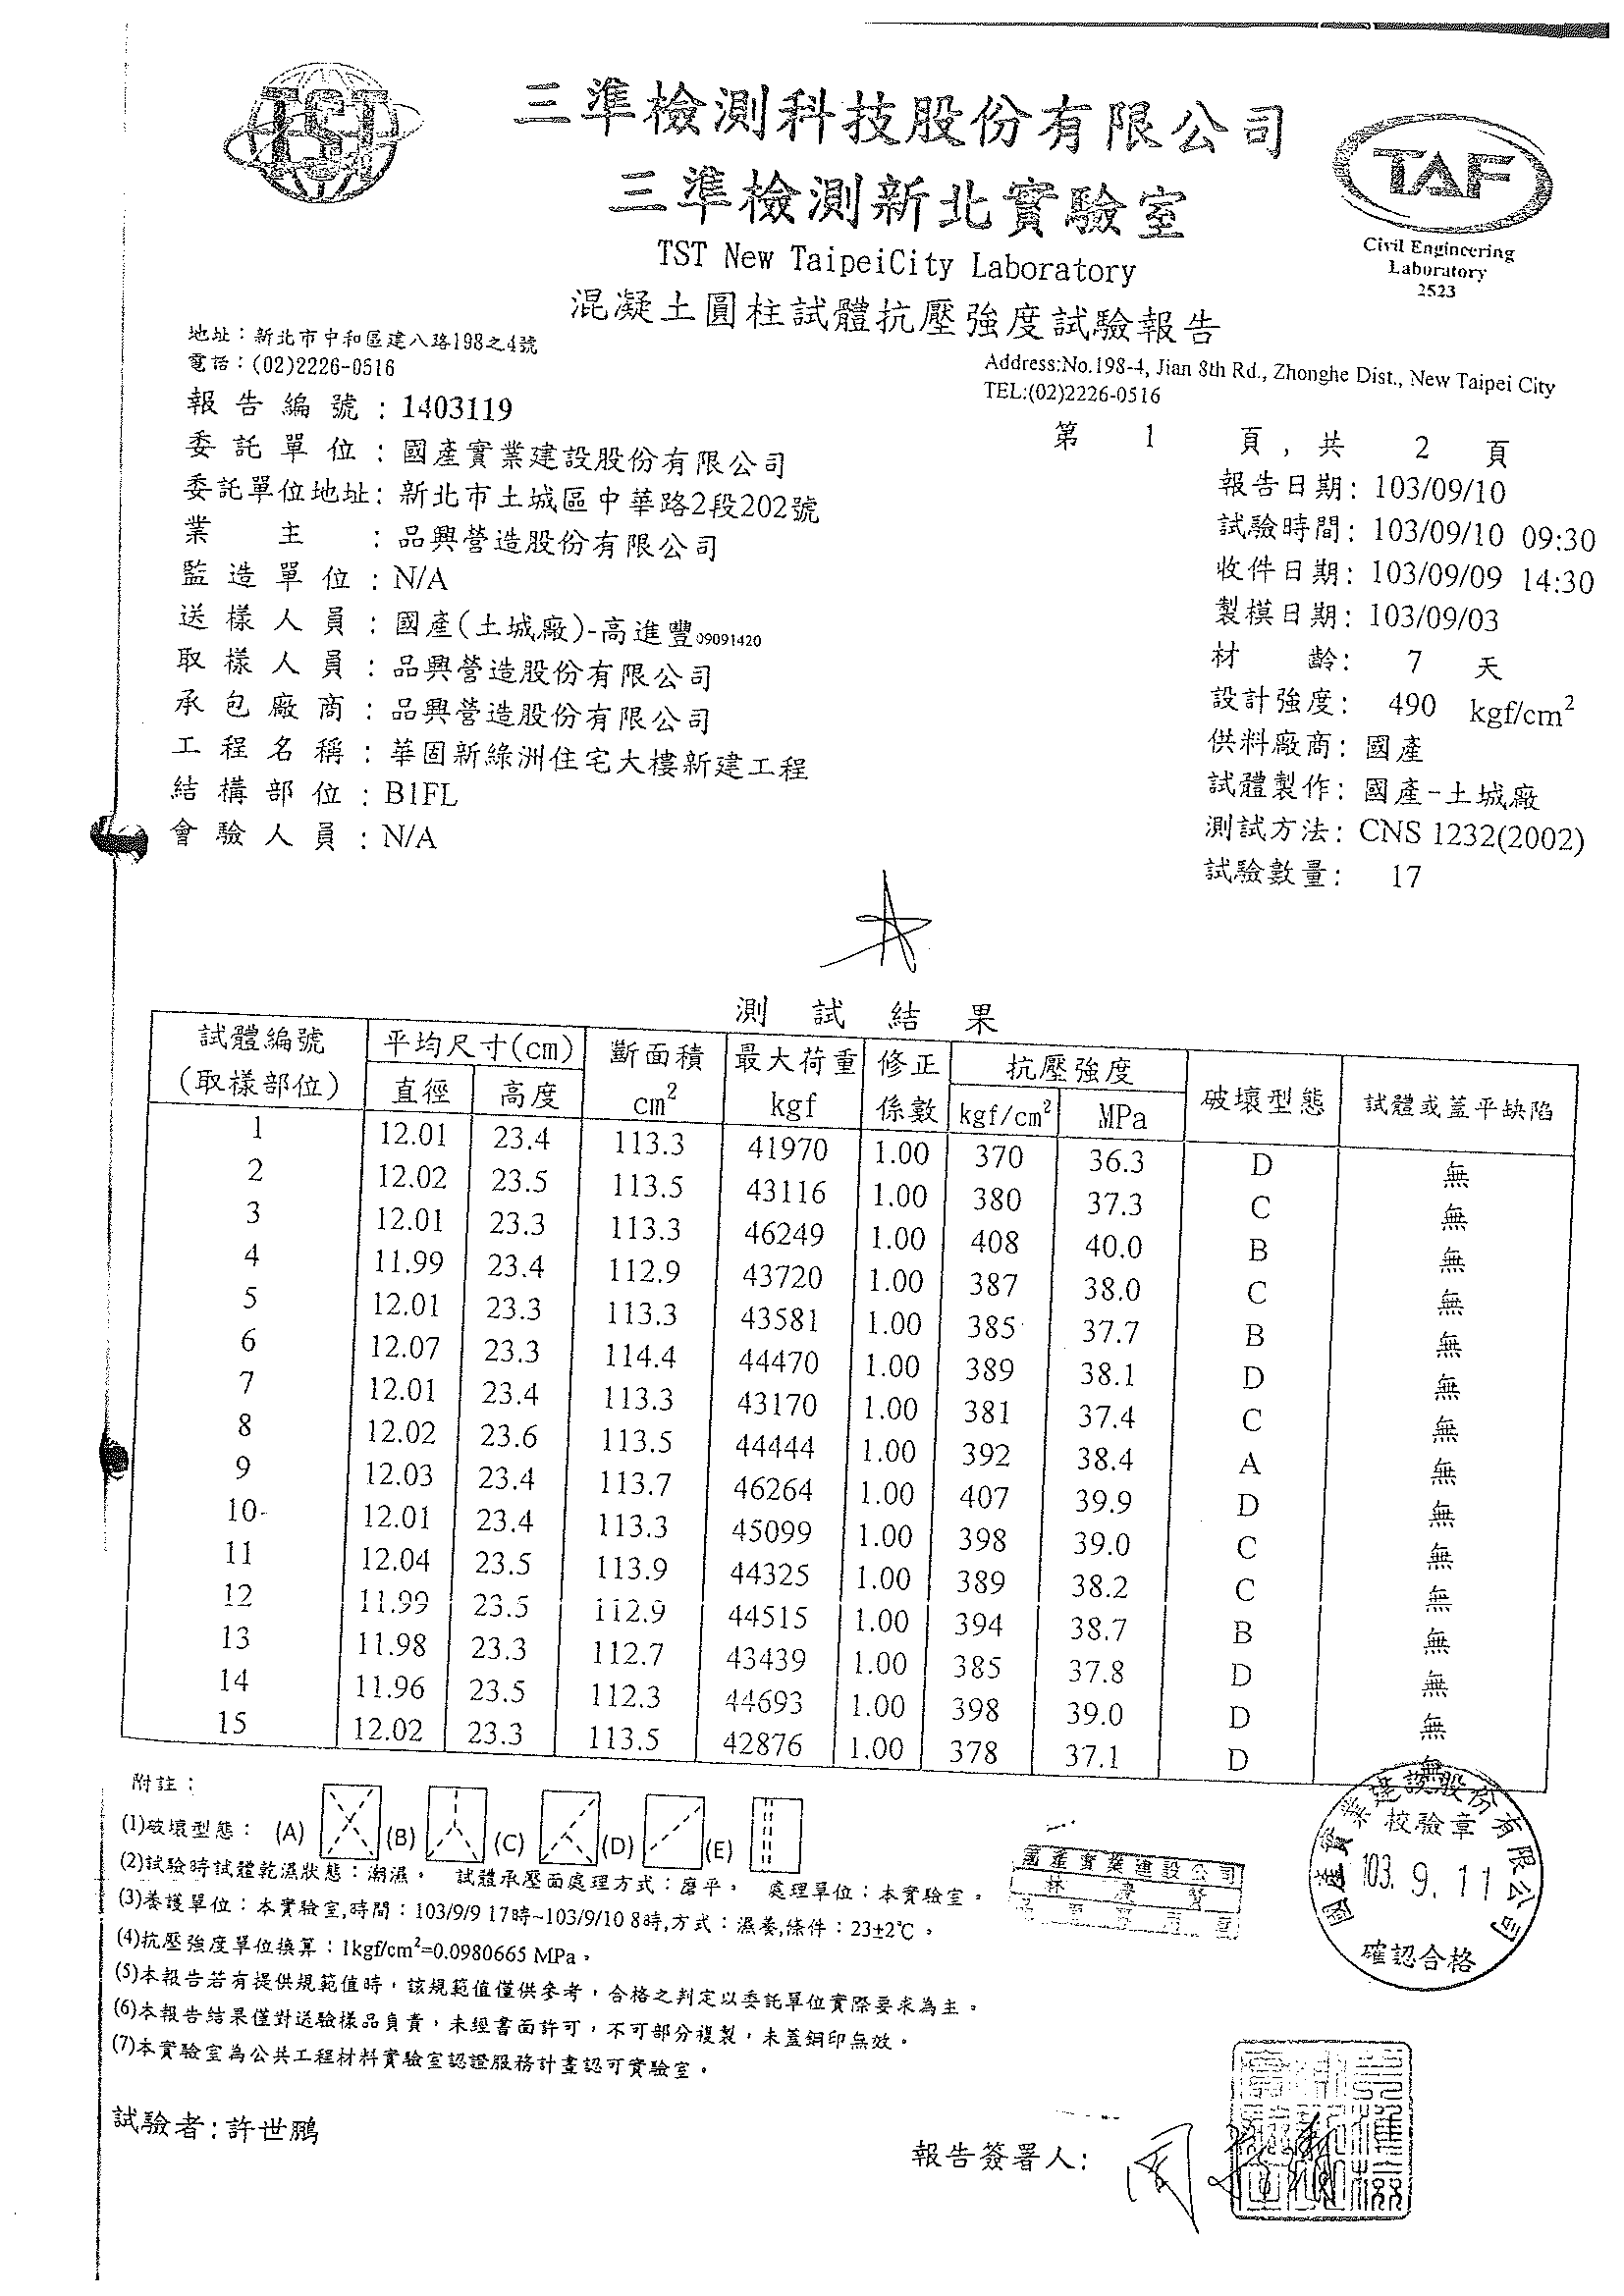 TST
三準檢測科技股份有限公司
三準檢測新北實驗室
TST New TaipeiCity Laboratory
混凝土圓柱試體抗壓強度試驗報告
TAF
Civil Engineering
Laboratory
2523
地址：新北市中和區建八路198之4號
電話：(02)2226-0516
Address:No.198-4, Jian 8th Rd., Zhonghe Dist., New Taipei City
TEL:(02)2226-0516
報告編號：1403119
第 1 頁，共 2 頁
委託單位：國產實業建設股份有限公司
報告日期：103/09/10
委託單位地址：新北市土城區中華路2段202號
試驗時間：103/09/10 09:30
業主：品興營造股份有限公司
收件日期：103/09/09 14:30
監造單位：N/A
製模日期：103/09/03
送樣人員：國產(土城廠)-高進豐09091420
材齡：7 天
取樣人員：品興營造股份有限公司
設計強度：490 kgf/cm²
承包廠商：品興營造股份有限公司
供料廠商：國產
工程名稱：華固新綠洲住宅大樓新建工程
試體製作：國產-土城廠
結構部位：B1FL
測試方法：CNS 1232(2002)
會驗人員：N/A
試驗數量：17
測試結果
試體編號(取樣部位) 平均尺寸(cm) 直徑 高度 斷面積 cm² 最大荷重 kgf 修正係數 抗壓強度 kgf/cm² MPa 破壞型態 試體或蓋平缺陷
1 12.01 23.4 113.3 41970 1.00 370 36.3 D 無
2 12.02 23.5 113.5 43116 1.00 380 37.3 C 無
3 12.01 23.3 113.3 46249 1.00 408 40.0 B 無
4 11.99 23.4 112.9 43720 1.00 387 38.0 C 無
5 12.01 23.3 113.3 43581 1.00 385 37.7 B 無
6 12.07 23.3 114.4 44470 1.00 389 38.1 D 無
7 12.01 23.4 113.3 43170 1.00 381 37.4 C 無
8 12.02 23.6 113.5 44444 1.00 392 38.4 A 無
9 12.03 23.4 113.7 46264 1.00 407 39.9 D 無
10 12.01 23.4 113.3 45099 1.00 398 39.0 C 無
11 12.04 23.5 113.9 44325 1.00 389 38.2 C 無
12 11.99 23.5 112.9 44515 1.00 394 38.7 B 無
13 11.98 23.3 112.7 43439 1.00 385 37.8 D 無
14 11.96 23.5 112.3 44693 1.00 398 39.0 D 無
15 12.02 23.3 113.5 42876 1.00 378 37.1 D 無
附註：
(1)破壞型態： (A) (B) (C) (D) (E)
(2)試驗時試體乾濕狀態：潮濕。 試體承壓面處理方式：磨平。 處理單位：本實驗室。
(3)養護單位：本實驗室,時間：103/9/9 17時~103/9/10 8時,方式：濕養,條件：23±2℃。
(4)抗壓強度單位換算：1kgf/cm²=0.0980665 MPa。
(5)本報告若有提供規範值時，該規範值僅供參考，合格之判定以委託單位實際要求為主。
(6)本報告結果僅對送驗樣品負責，未經書面許可，不可部分複製，未蓋鋼印無效。
(7)本實驗室為公共工程材料實驗室認證服務計畫認可實驗室。
國產實業建設公司
國產實業建設股份有限公司
校驗章
103. 9. 11
確認合格
試驗者：許世鵬
報告簽署人：